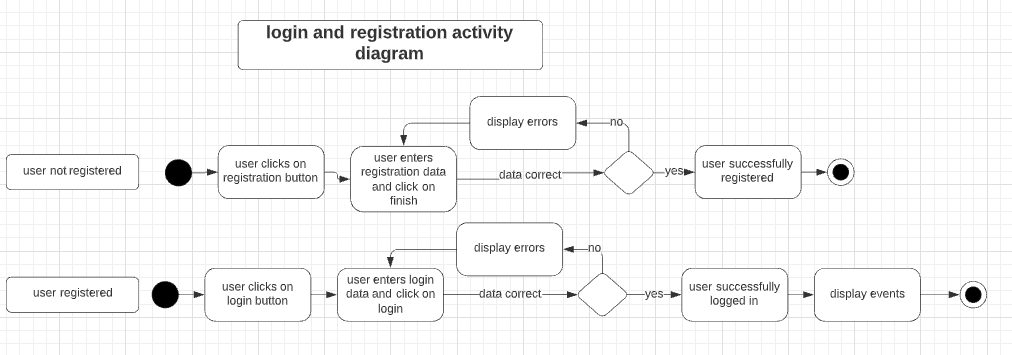 login and registration activity
diagram
display errors
no
user not registered
user clicks on
registration button
user enters
registration data
and click on
finish
data correct
yes
user successfully
registered
display errors
no
user registered
user clicks on
login button
user enters login
data and click on
login
data correct
yes
user successfully
logged in
display events